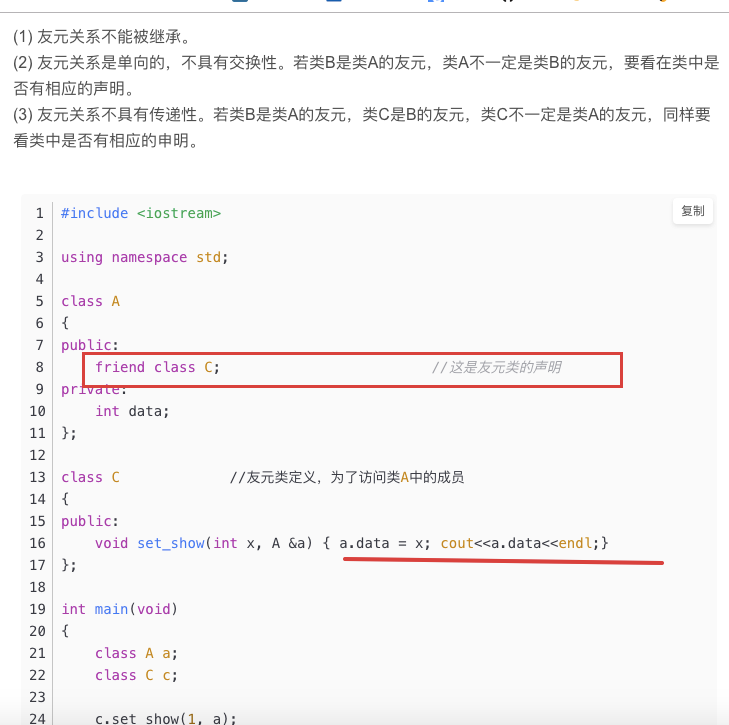 (1) 友元关系不能被继承。
(2) 友元关系是单向的，不具有交换性。若类B是类A的友元，类A不一定是类B的友元，要看在类中是
否有相应的声明。
(3) 友元关系不具有传递性。若类B是类A的友元，类C是B的友元，类C不一定是类A的友元，同样要
看类中是否有相应的申明。
复制
1 #include <iostream>
2
3 using namespace std;
4
5 class A
6 {
7 public:
8 friend class C; //这是友元类的声明
9 private:
10 int data;
11 };
12
13 class C //友元类定义，为了访问类A中的成员
14 {
15 public:
16 void set_show(int x, A &a) { a.data = x; cout<<a.data<<endl;}
17 };
18
19 int main(void)
20 {
21 class A a;
22 class C c;
23
24 c.set_show(1, a);